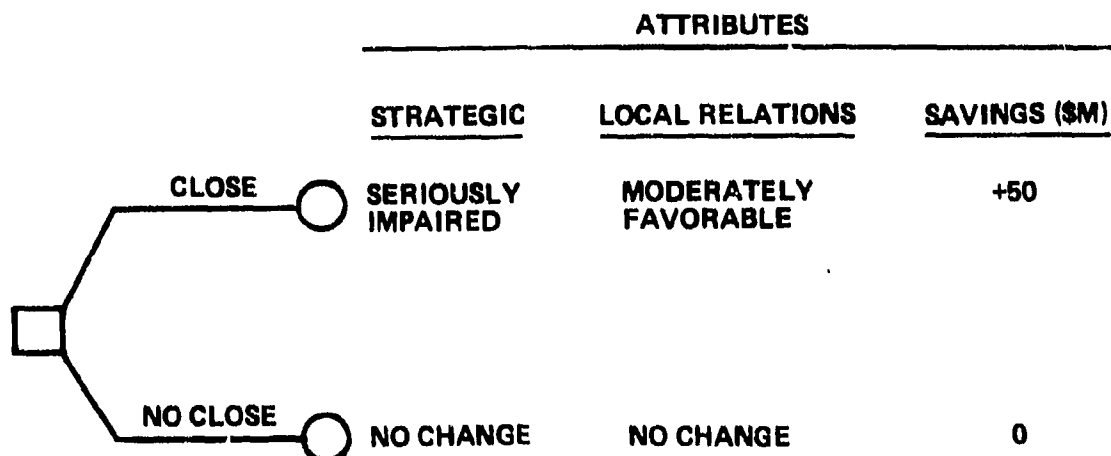 ATTRIBUTES
STRATEGIC LOCAL RELATIONS SAVINGS ($M)
CLOSE SERIOUSLY MODERATELY +50
IMPAIRED FAVORABLE
NO CLOSE NO CHANGE NO CHANGE 0